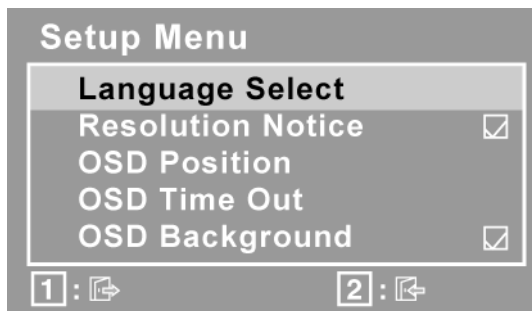 Setup Menu
Language Select
Resolution Notice
OSD Position
OSD Time Out
OSD Background
1 : 2 :